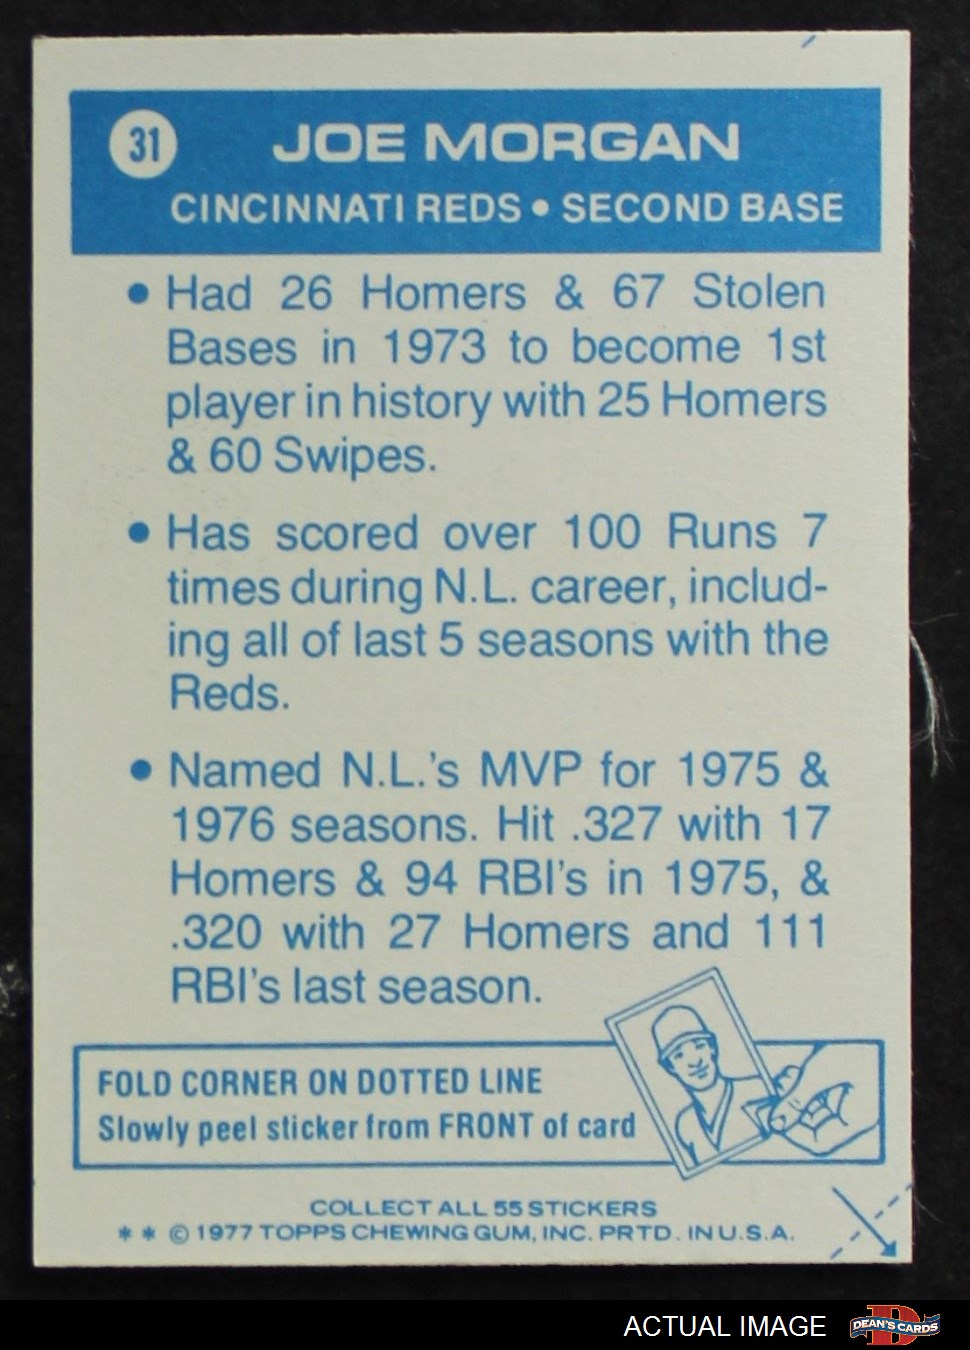 31
JOE MORGAN
CINCINNATI REDS • SECOND BASE
• Had 26 Homers & 67 Stolen
Bases in 1973 to become 1st
player in history with 25 Homers
& 60 Swipes.
• Has scored over 100 Runs 7
times during N.L. career, includ-
ing all of last 5 seasons with the
Reds.
• Named N.L.'s MVP for 1975 &
1976 seasons. Hit .327 with 17
Homers & 94 RBI's in 1975, &
.320 with 27 Homers and 111
RBI's last season.
FOLD CORNER ON DOTTED LINE
Slowly peel sticker from FRONT of card
COLLECT ALL 55 STICKERS
* * © 1977 TOPPS CHEWING GUM, INC. PRTD. IN U.S.A.
ACTUAL IMAGE
D
DEAN'S CARDS